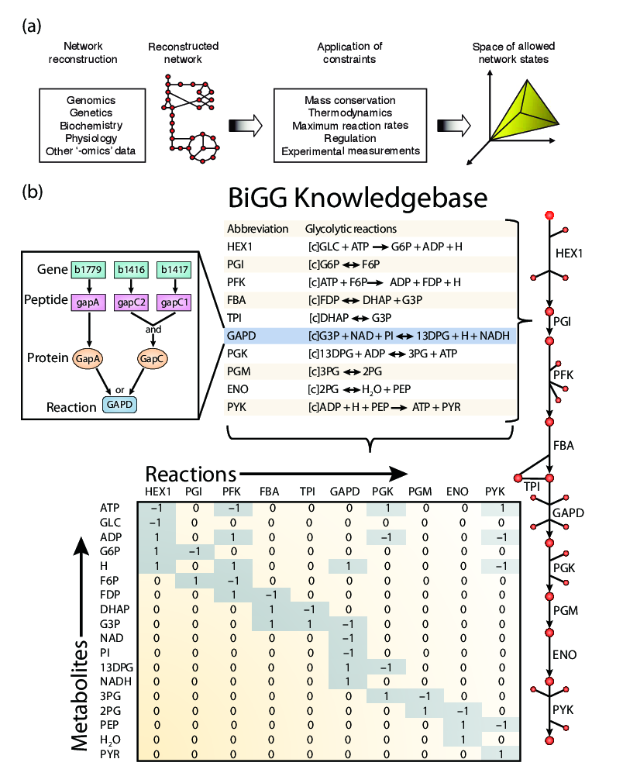 (a)
Network reconstruction
Reconstructed network
Application of constraints
Space of allowed network states
Genomics
Genetics
Biochemistry
Physiology
Other '-omics' data
Mass conservation
Thermodynamics
Maximum reaction rates
Regulation
Experimental measurements
(b)
BiGG Knowledgebase
Abbreviation Glycolytic reactions
HEX1 [c]GLC + ATP → G6P + ADP + H
PGI [c]G6P ↔ F6P
PFK [c]ATP + F6P → ADP + FDP + H
FBA [c]FDP ↔ DHAP + G3P
TPI [c]DHAP ↔ G3P
GAPD [c]G3P + NAD + PI ↔ 13DPG + H + NADH
PGK [c]13DPG + ADP ↔ 3PG + ATP
PGM [c]3PG ↔ 2PG
ENO [c]2PG ↔ H₂O + PEP
PYK [c]ADP + H + PEP → ATP + PYR
Gene b1779 b1416 b1417
Peptide gapA gapC2 gapC1
and
Protein GapA GapC
or
Reaction GAPD
HEX1
PGI
PFK
FBA
TPI
GAPD
PGK
PGM
ENO
PYK
Reactions
HEX1 PGI PFK FBA TPI GAPD PGK PGM ENO PYK
Metabolites
ATP −1 0 −1 0 0 0 1 0 0 1
GLC −1 0 0 0 0 0 0 0 0 0
ADP 1 0 1 0 0 0 −1 0 0 −1
G6P 1 −1 0 0 0 0 0 0 0 0
H 1 0 1 0 0 1 0 0 0 −1
F6P 0 1 −1 0 0 0 0 0 0 0
FDP 0 0 1 −1 0 0 0 0 0 0
DHAP 0 0 0 1 −1 0 0 0 0 0
G3P 0 0 0 1 1 −1 0 0 0 0
NAD 0 0 0 0 0 −1 0 0 0 0
PI 0 0 0 0 0 −1 0 0 0 0
13DPG 0 0 0 0 0 1 −1 0 0 0
NADH 0 0 0 0 0 1 0 0 0 0
3PG 0 0 0 0 0 0 1 −1 0 0
2PG 0 0 0 0 0 0 0 1 −1 0
PEP 0 0 0 0 0 0 0 0 1 −1
H₂O 0 0 0 0 0 0 0 0 1 0
PYR 0 0 0 0 0 0 0 0 0 1